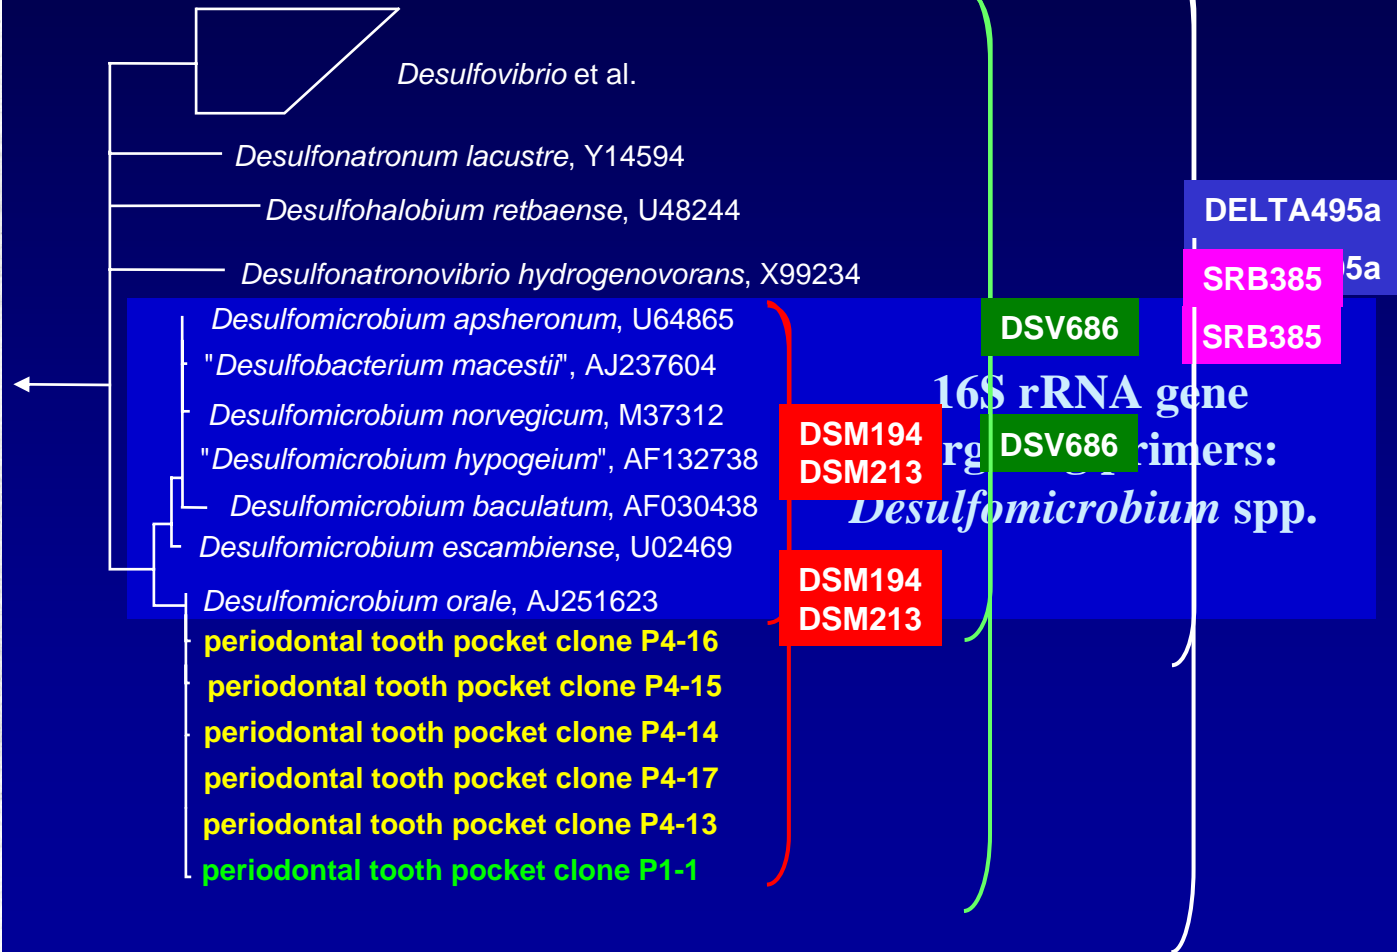 Desulfovibrio et al.
Desulfonatronum lacustre, Y14594
Desulfohalobium retbaense, U48244
DELTA495a
Desulfonatronovibrio hydrogenovorans, X99234
5a
SRB385
Desulfomicrobium apsheronum, U64865
DSV686
SRB385
"Desulfobacterium macestii", AJ237604
16S rRNA gene
Desulfomicrobium norvegicum, M37312
DSM194
DSV686
"Desulfomicrobium hypogeium", AF132738
DSM213
primers:
Desulfomicrobium baculatum, AF030438
Desulfomicrobium spp.
Desulfomicrobium escambiense, U02469
DSM194
Desulfomicrobium orale, AJ251623
DSM213
periodontal tooth pocket clone P4-16
periodontal tooth pocket clone P4-15
periodontal tooth pocket clone P4-14
periodontal tooth pocket clone P4-17
periodontal tooth pocket clone P4-13
periodontal tooth pocket clone P1-1